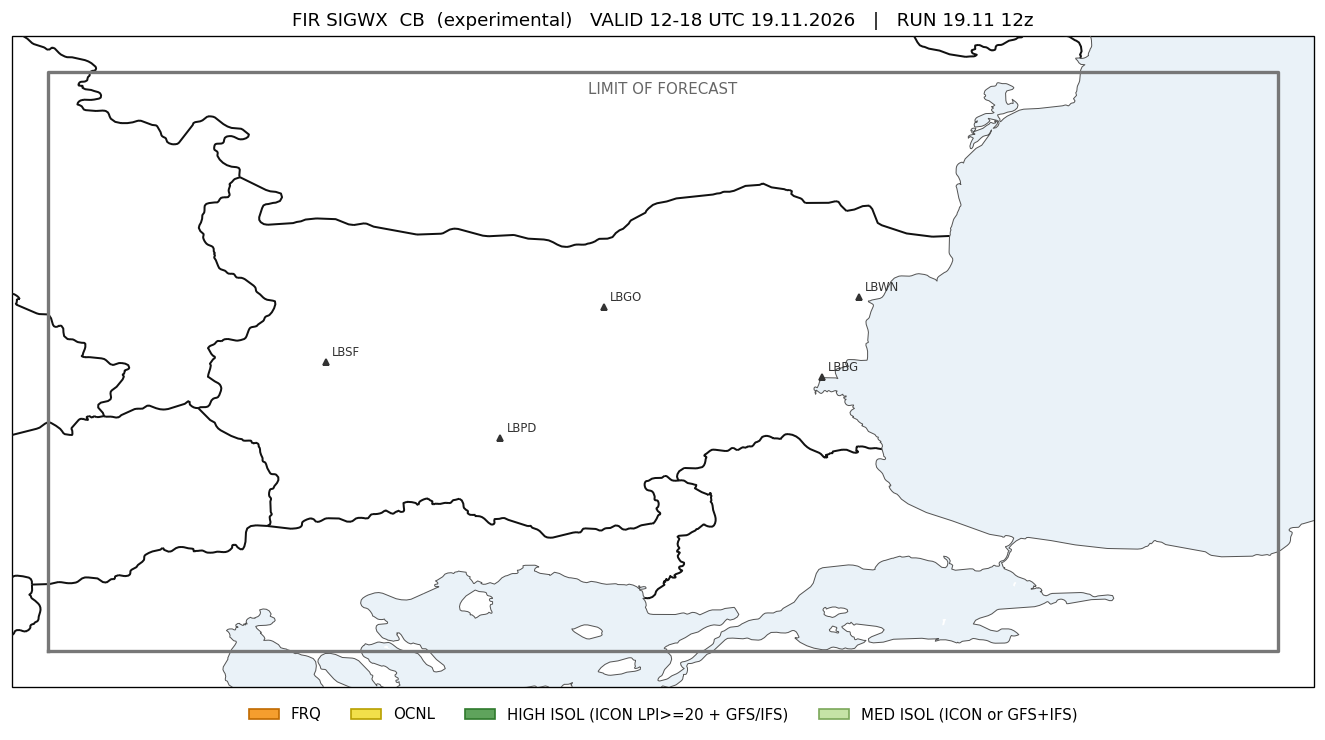 FIR SIGWX  CB  (experimental)   VALID 12-18 UTC 19.11.2026   |   RUN 19.11 12z
LIMIT OF FORECAST
LBWN
LBGO
LBSF
LBBG
LBPD
FRQ
OCNL
HIGH ISOL (ICON LPI>=20 + GFS/IFS)
MED ISOL (ICON or GFS+IFS)